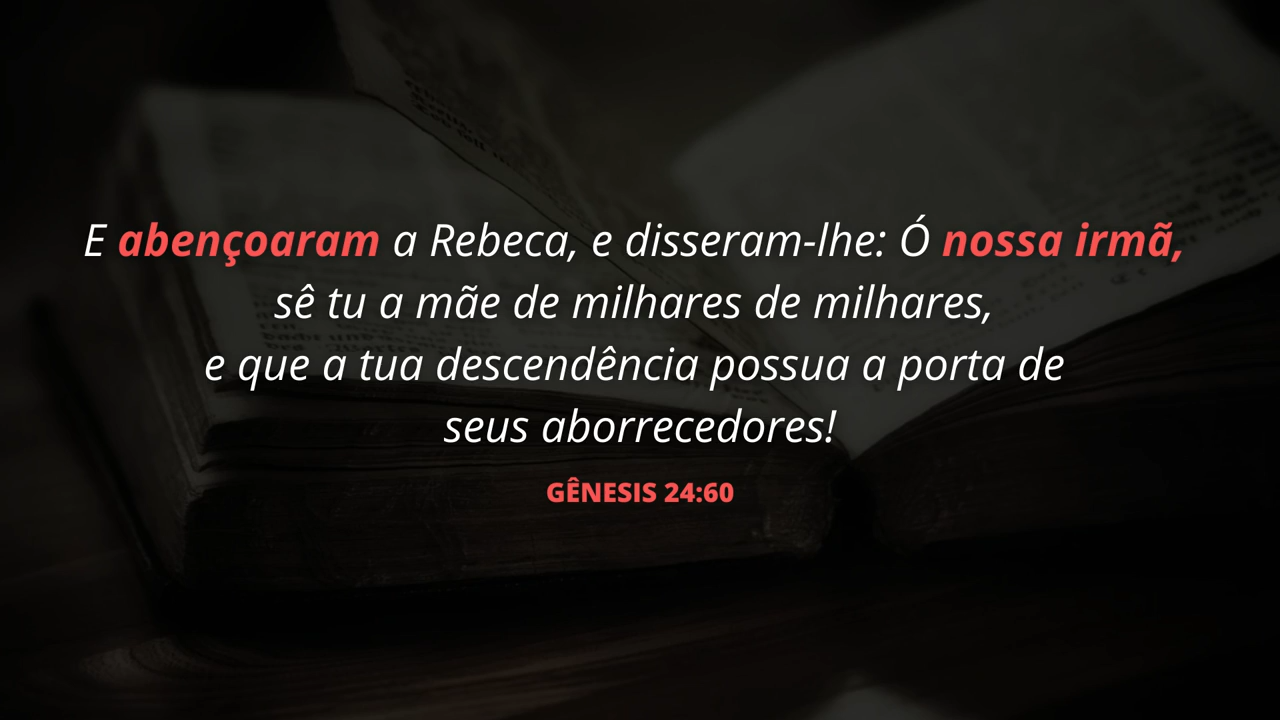 E abençoaram a Rebeca, e disseram-lhe: Ó nossa irmã,
sê tu a mãe de milhares de milhares,
e que a tua descendência possua a porta de
seus aborrecedores!
GÊNESIS 24:60